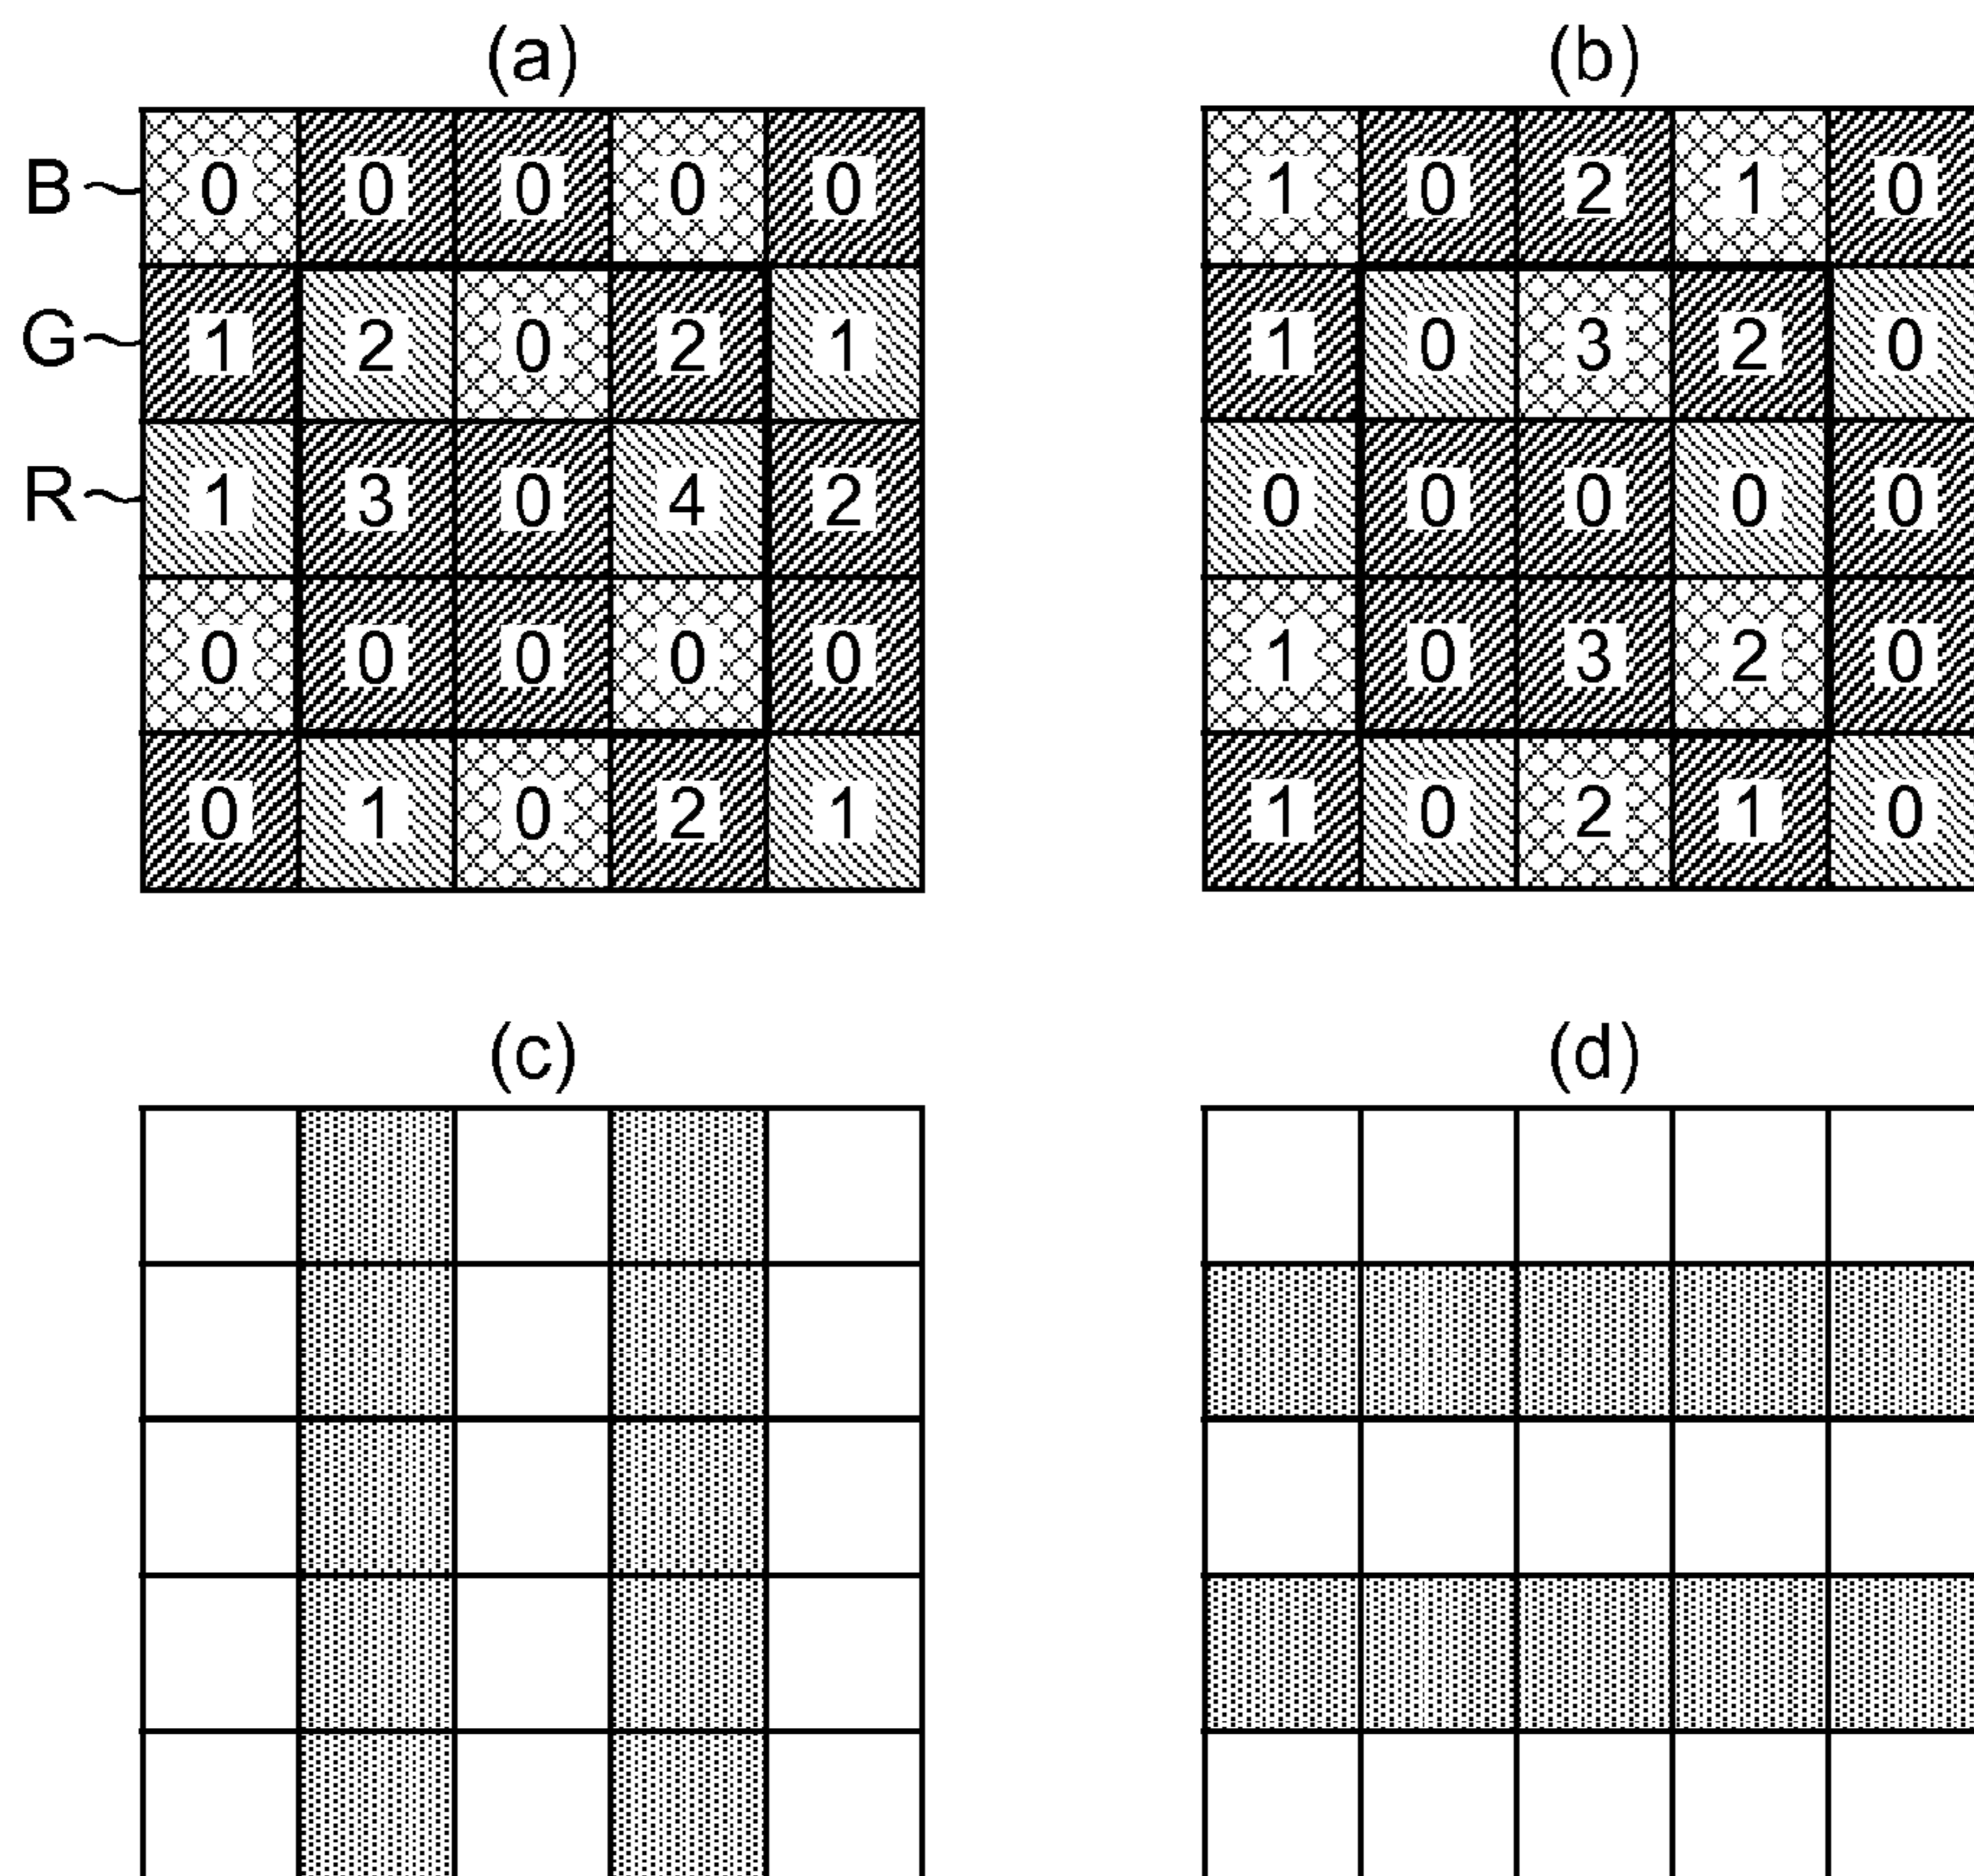 (a) (b)
B 0 0 0 0 0 1 0 2 1 0
G 1 2 0 2 1 1 0 3 2 0
R 1 3 0 4 2 0 0 0 0 0
0 0 0 0 0 1 0 3 2 0
0 1 0 2 1 1 0 2 1 0
(c) (d)